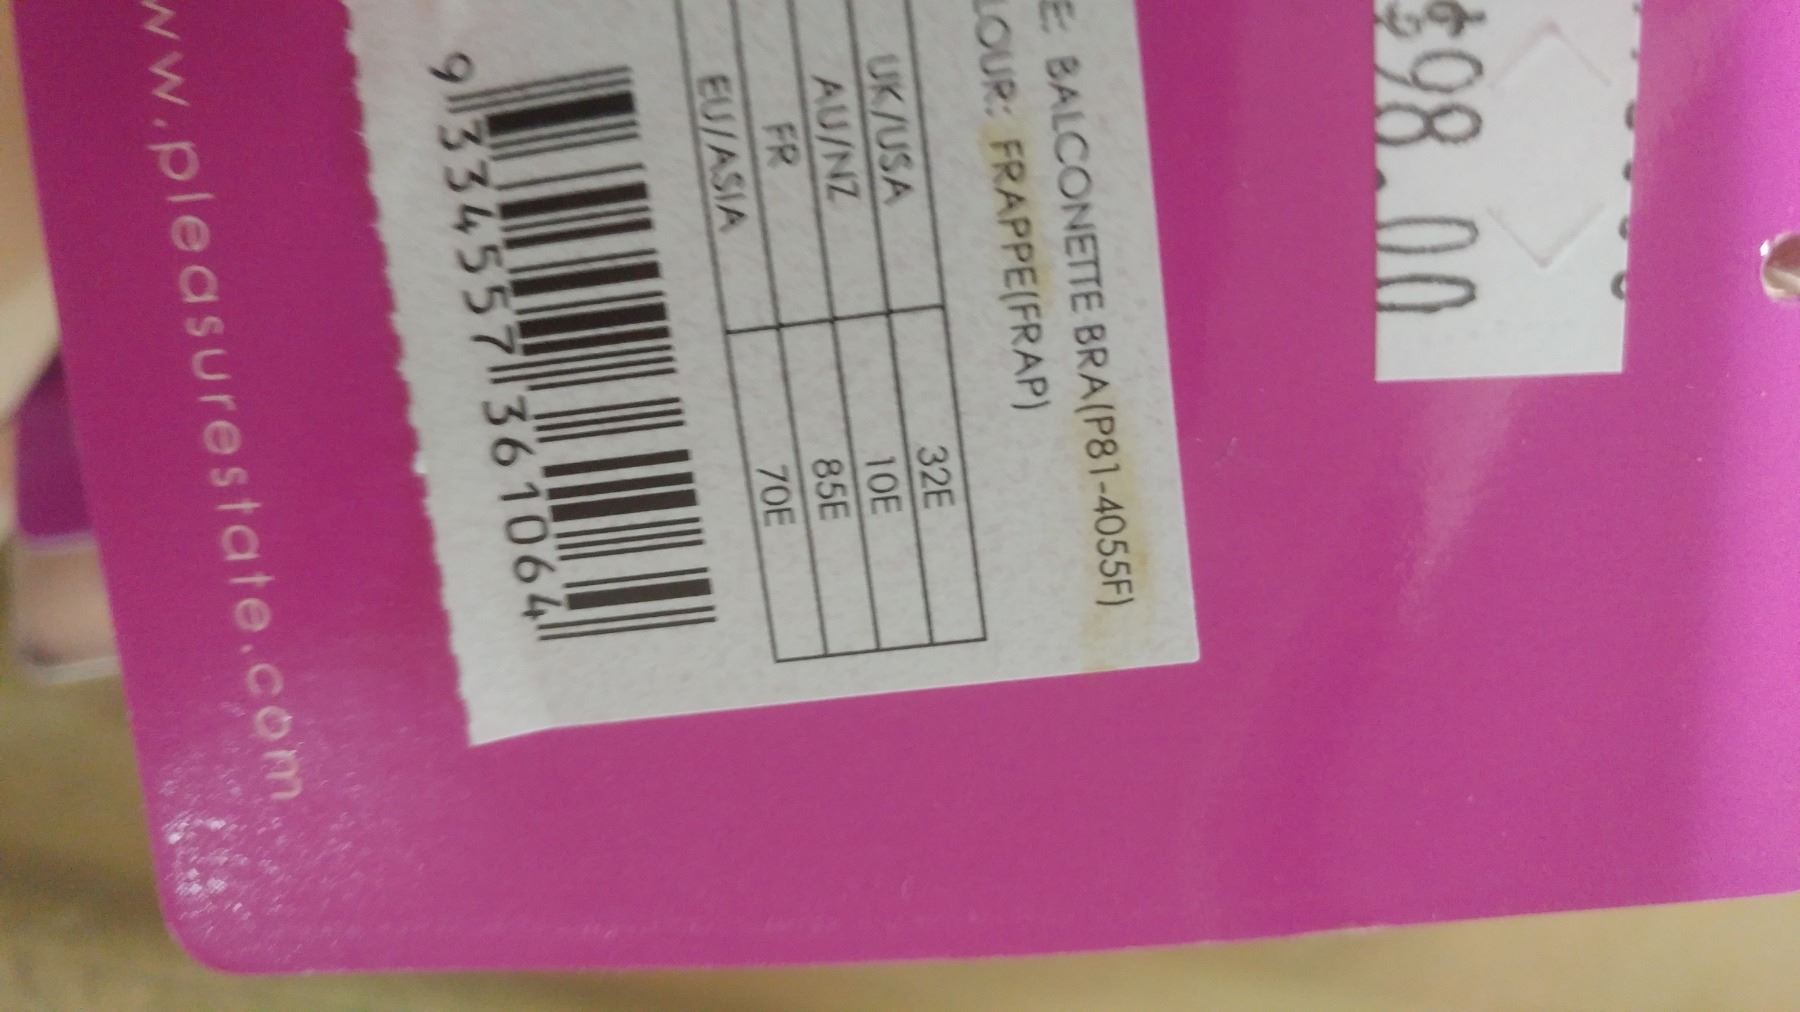 $98.00
E: BALCONETTE BRA(P81-4055F)
LOUR: FRAPPE(FRAP)
UK/USA 32E
AU/NZ 10E
FR 85E
EU/ASIA 70E
9 334557 361064
ww.pleasurestate.com